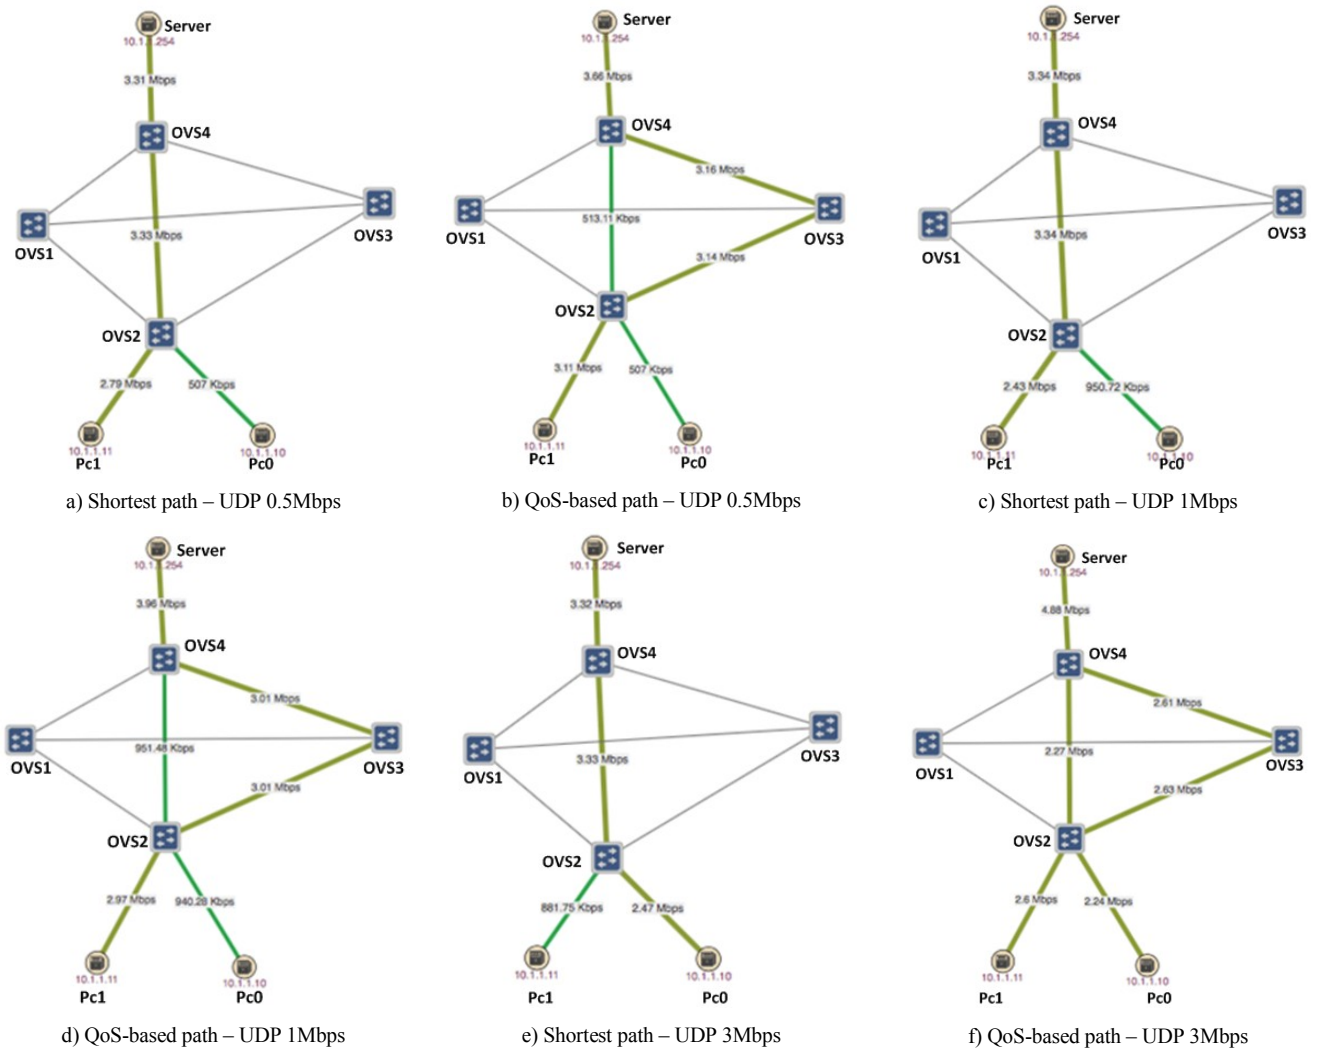 Server
10.1.1.254
3.31 Mbps
OVS4
OVS1
3.33 Mbps
OVS3
OVS2
2.79 Mbps
507 Kbps
10.1.1.11
Pc1
10.1.1.10
Pc0
a) Shortest path – UDP 0.5Mbps
Server
10.1.1.254
3.66 Mbps
OVS4
3.16 Mbps
OVS1
513.11 Kbps
OVS3
3.14 Mbps
OVS2
3.11 Mbps
507 Kbps
10.1.1.11
Pc1
10.1.1.10
Pc0
b) QoS-based path – UDP 0.5Mbps
Server
10.1.1.254
3.34 Mbps
OVS4
OVS1
3.34 Mbps
OVS3
OVS2
2.43 Mbps
950.72 Kbps
10.1.1.11
Pc1
10.1.1.10
Pc0
c) Shortest path – UDP 1Mbps
Server
10.1.1.254
3.96 Mbps
OVS4
3.01 Mbps
OVS1
951.48 Kbps
OVS3
3.01 Mbps
OVS2
2.97 Mbps
940.28 Kbps
10.1.1.11
Pc1
10.1.1.10
Pc0
d) QoS-based path – UDP 1Mbps
Server
10.1.1.254
3.32 Mbps
OVS4
OVS1
3.33 Mbps
OVS3
OVS2
881.75 Kbps
2.47 Mbps
10.1.1.11
Pc1
10.1.1.10
Pc0
e) Shortest path – UDP 3Mbps
Server
10.1.1.254
4.88 Mbps
OVS4
2.61 Mbps
OVS1
2.27 Mbps
OVS3
2.63 Mbps
OVS2
2.6 Mbps
2.24 Mbps
10.1.1.11
Pc1
10.1.1.10
Pc0
f) QoS-based path – UDP 3Mbps